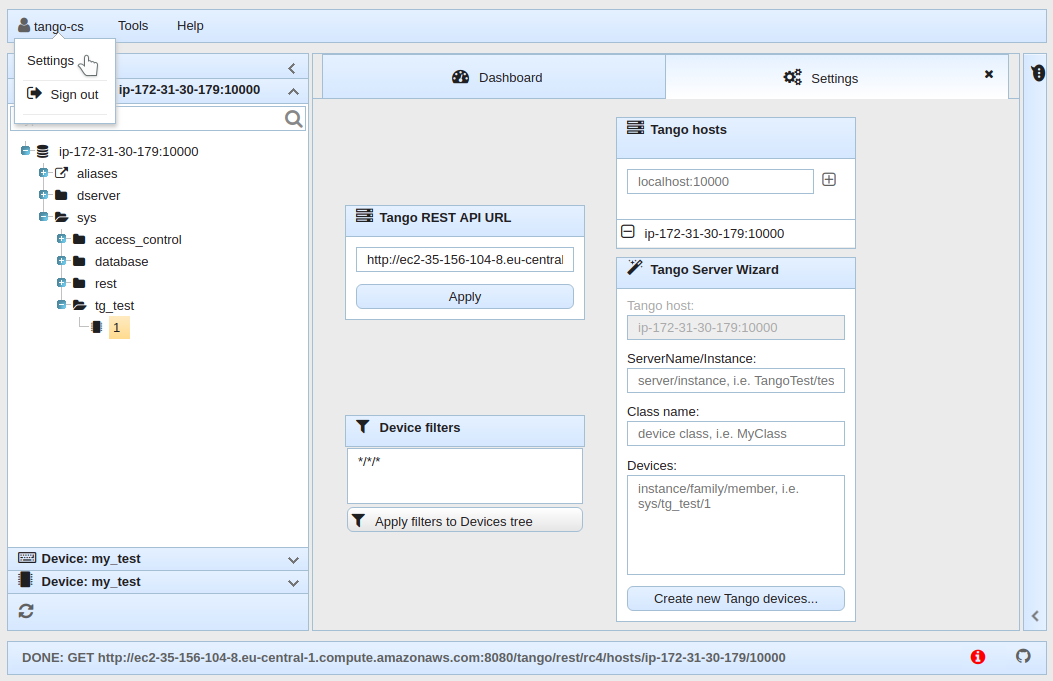 tango-cs
Tools
Help
Settings
Sign out
ip-172-31-30-179:10000
ip-172-31-30-179:10000
aliases
dserver
sys
access_control
database
rest
tg_test
1
Device: my_test
Device: my_test
Dashboard
Settings
Tango REST API URL
http://ec2-35-156-104-8.eu-central
Apply
Device filters
*/*/*
Apply filters to Devices tree
Tango hosts
localhost:10000
ip-172-31-30-179:10000
Tango Server Wizard
Tango host:
ip-172-31-30-179:10000
ServerName/Instance:
server/instance, i.e. TangoTest/tes
Class name:
device class, i.e. MyClass
Devices:
instance/family/member, i.e.
sys/tg_test/1
Create new Tango devices...
DONE: GET http://ec2-35-156-104-8.eu-central-1.compute.amazonaws.com:8080/tango/rest/rc4/hosts/ip-172-31-30-179/10000